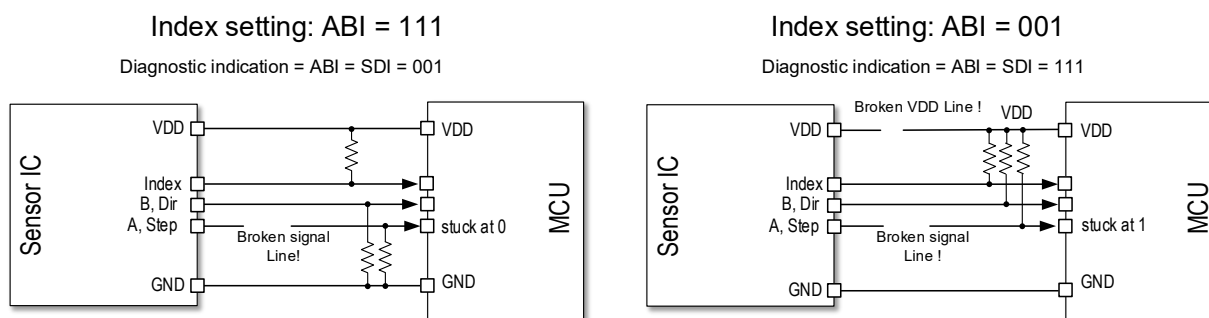 Index setting: ABI = 111
Diagnostic indication = ABI = SDI = 001
Sensor IC
VDD
Index
B, Dir
A, Step
GND
Broken signal
Line!
VDD
stuck at 0
GND
MCU
Index setting: ABI = 001
Diagnostic indication = ABI = SDI = 111
Sensor IC
VDD
Index
B, Dir
A, Step
GND
Broken VDD Line !
VDD
Broken signal
Line !
VDD
stuck at 1
GND
MCU